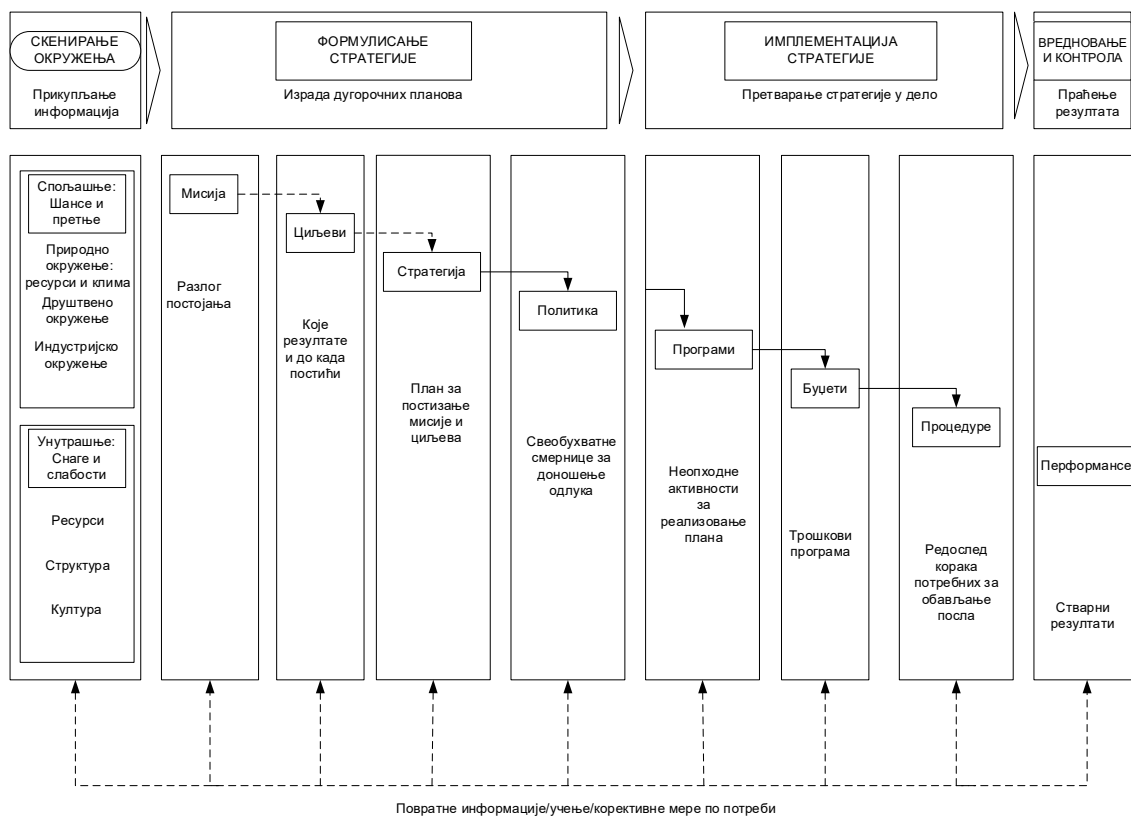 СКЕНИРАЊЕ
ОКРУЖЕЊА
Прикупљање
информација
ФОРМУЛИСАЊЕ
СТРАТЕГИЈЕ
Израда дугорочних планова
ИМПЛЕМЕНТАЦИЈА
СТРАТЕГИЈЕ
Претварање стратегије у дело
ВРЕДНОВАЊЕ
И КОНТРОЛА
Праћење
резултата
Спољашње:
Шансе и
претње
Природно
окружење:
ресурси и клима
Друштвено
окружење
Индустријско
окружење
Унутрашње:
Снаге и
слабости
Ресурси
Структура
Култура
Мисија
Разлог
постојања
Циљеви
Које
резултате
и до када
постићи
Стратегија
План за
постизање
мисије и
циљева
Политика
Свеобухватне
смернице за
доношење
одлука
Програми
Неопходне
активности
за
реализовање
плана
Буџети
Трошкови
програма
Процедуре
Редослед
корака
потребних за
обављање
посла
Перформансе
Стварни
резултати
Повратне информације/учење/корективне мере по потреби